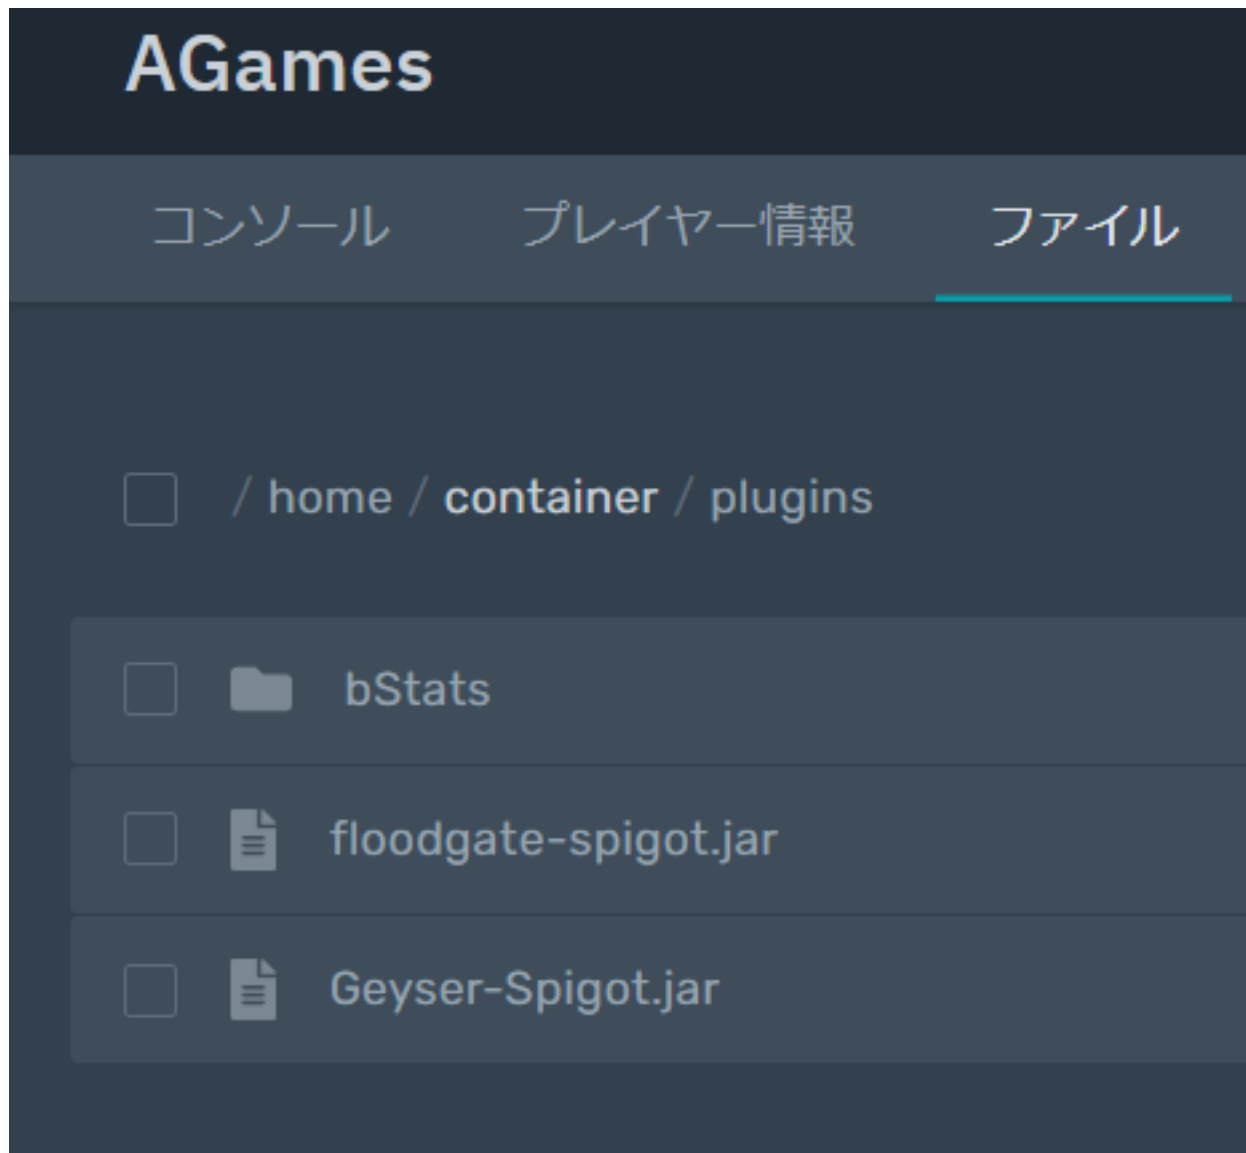 AGames
コンソール プレイヤー情報 ファイル
/ home / container / plugins
bStats
floodgate-spigot.jar
Geyser-Spigot.jar